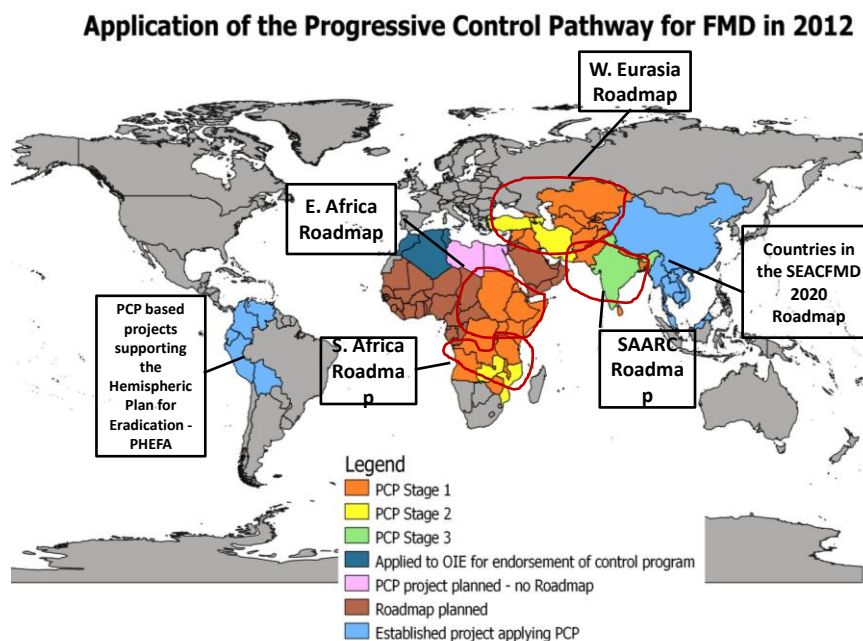 Application of the Progressive Control Pathway for FMD in 2012
W. Eurasia
Roadmap
E. Africa
Roadmap
Countries in
the SEACFMD
2020
Roadmap
PCP based
projects
supporting
the
Hemispheric
Plan for
Eradication -
PHEFA
S. Africa
Roadma
p
SAARC
Roadma
p
Legend
PCP Stage 1
PCP Stage 2
PCP Stage 3
Applied to OIE for endorsement of control program
PCP project planned - no Roadmap
Roadmap planned
Established project applying PCP